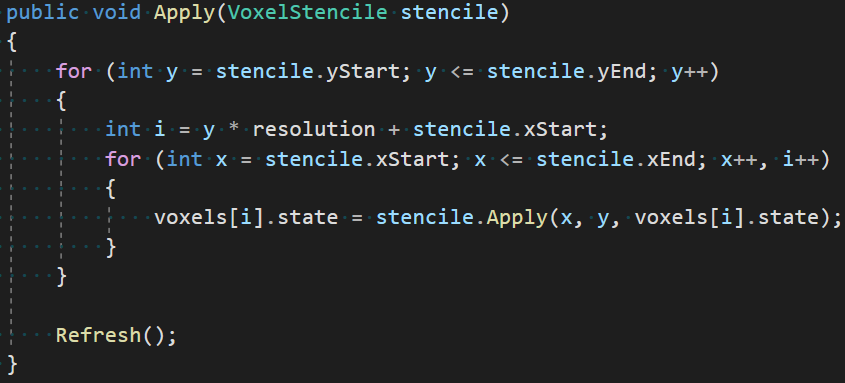 public void Apply(VoxelStencile stencile)
{
for (int y = stencile.yStart; y <= stencile.yEnd; y++)
{
int i = y * resolution + stencile.xStart;
for (int x = stencile.xStart; x <= stencile.xEnd; x++, i++)
{
voxels[i].state = stencile.Apply(x, y, voxels[i].state);
}
}
Refresh();
}